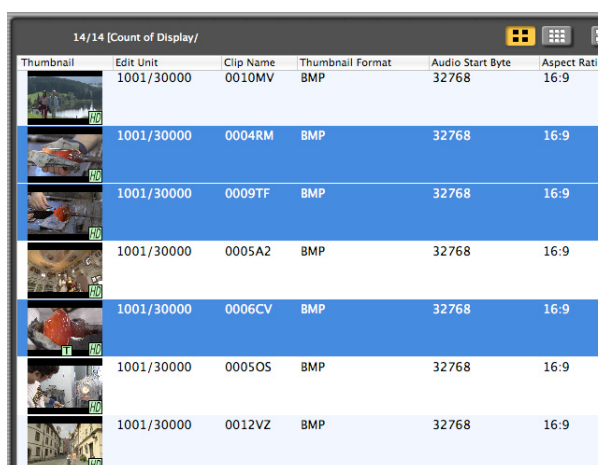 14/14 [Count of Display/
Thumbnail Edit Unit Clip Name Thumbnail Format Audio Start Byte Aspect Rati
1001/30000 0010MV BMP 32768 16:9
HD
1001/30000 0004RM BMP 32768 16:9
HD
1001/30000 0009TF BMP 32768 16:9
HD
1001/30000 0005A2 BMP 32768 16:9
HD
1001/30000 0006CV BMP 32768 16:9
T HD
1001/30000 0005OS BMP 32768 16:9
HD
1001/30000 0012VZ BMP 32768 16:9
HD